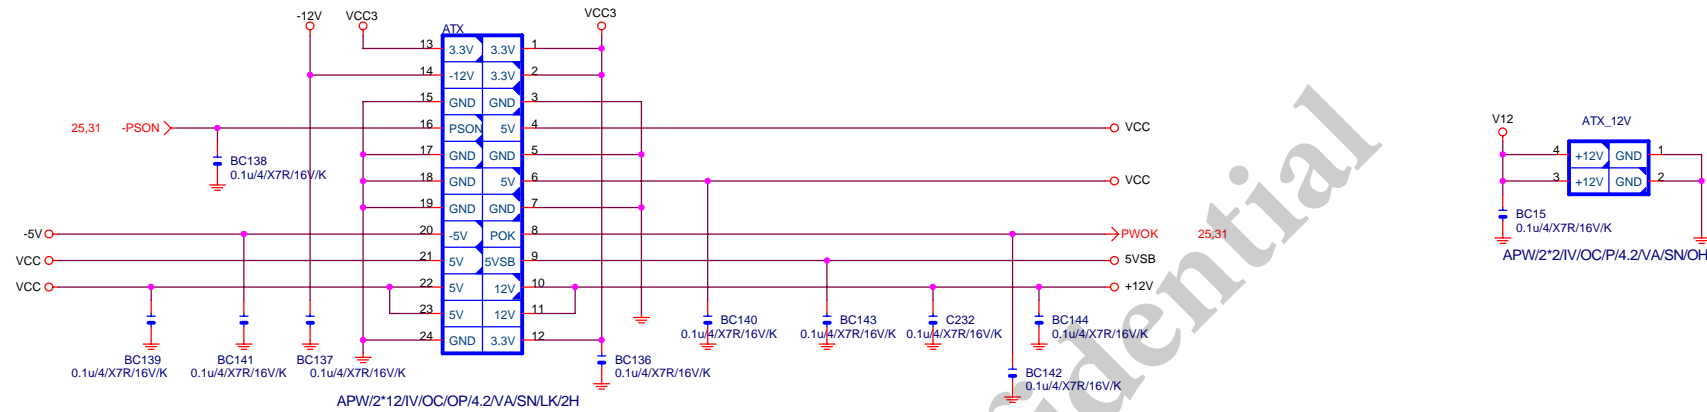 -12V VCC3 VCC3
ATX
13 3.3V 3.3V 1
14 -12V 3.3V 2
15 GND GND 3
25,31 -PSON 16 PSON 5V 4 VCC
17 GND GND 5
18 GND 5V 6 VCC
19 GND GND 7
-5V 20 -5V POK 8 PWOK 25,31
VCC 21 5V 5VSB 9 5VSB
VCC 22 5V 12V 10 +12V
23 5V 12V 11
24 GND 3.3V 12
BC138
0.1u/4/X7R/16V/K
BC139
0.1u/4/X7R/16V/K
BC141
0.1u/4/X7R/16V/K
BC137
0.1u/4/X7R/16V/K
BC136
0.1u/4/X7R/16V/K
BC140
0.1u/4/X7R/16V/K
BC143
0.1u/4/X7R/16V/K
C232
0.1u/4/X7R/16V/K
BC144
0.1u/4/X7R/16V/K
BC142
0.1u/4/X7R/16V/K
APW/2*12/IV/OC/OP/4.2/VA/SN/LK/2H
V12 ATX_12V
4 +12V GND 1
3 +12V GND 2
BC15
0.1u/4/X7R/16V/K
APW/2*2/IV/OC/P/4.2/VA/SN/OH
fidential